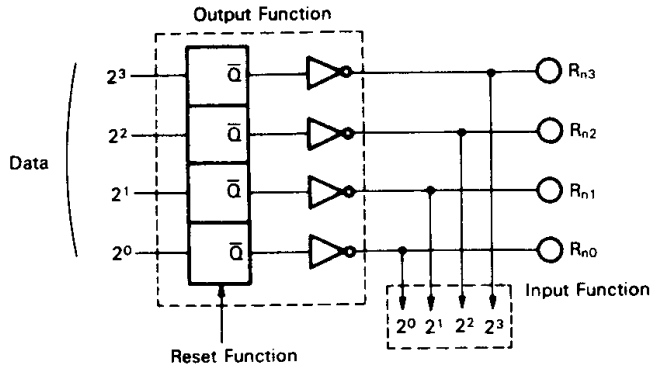 Output Function
2³ Q̅ Rn3
2² Q̅ Rn2
Data
2¹ Q̅ Rn1
2⁰ Q̅ Rn0
Input Function
2⁰ 2¹ 2² 2³
Reset Function